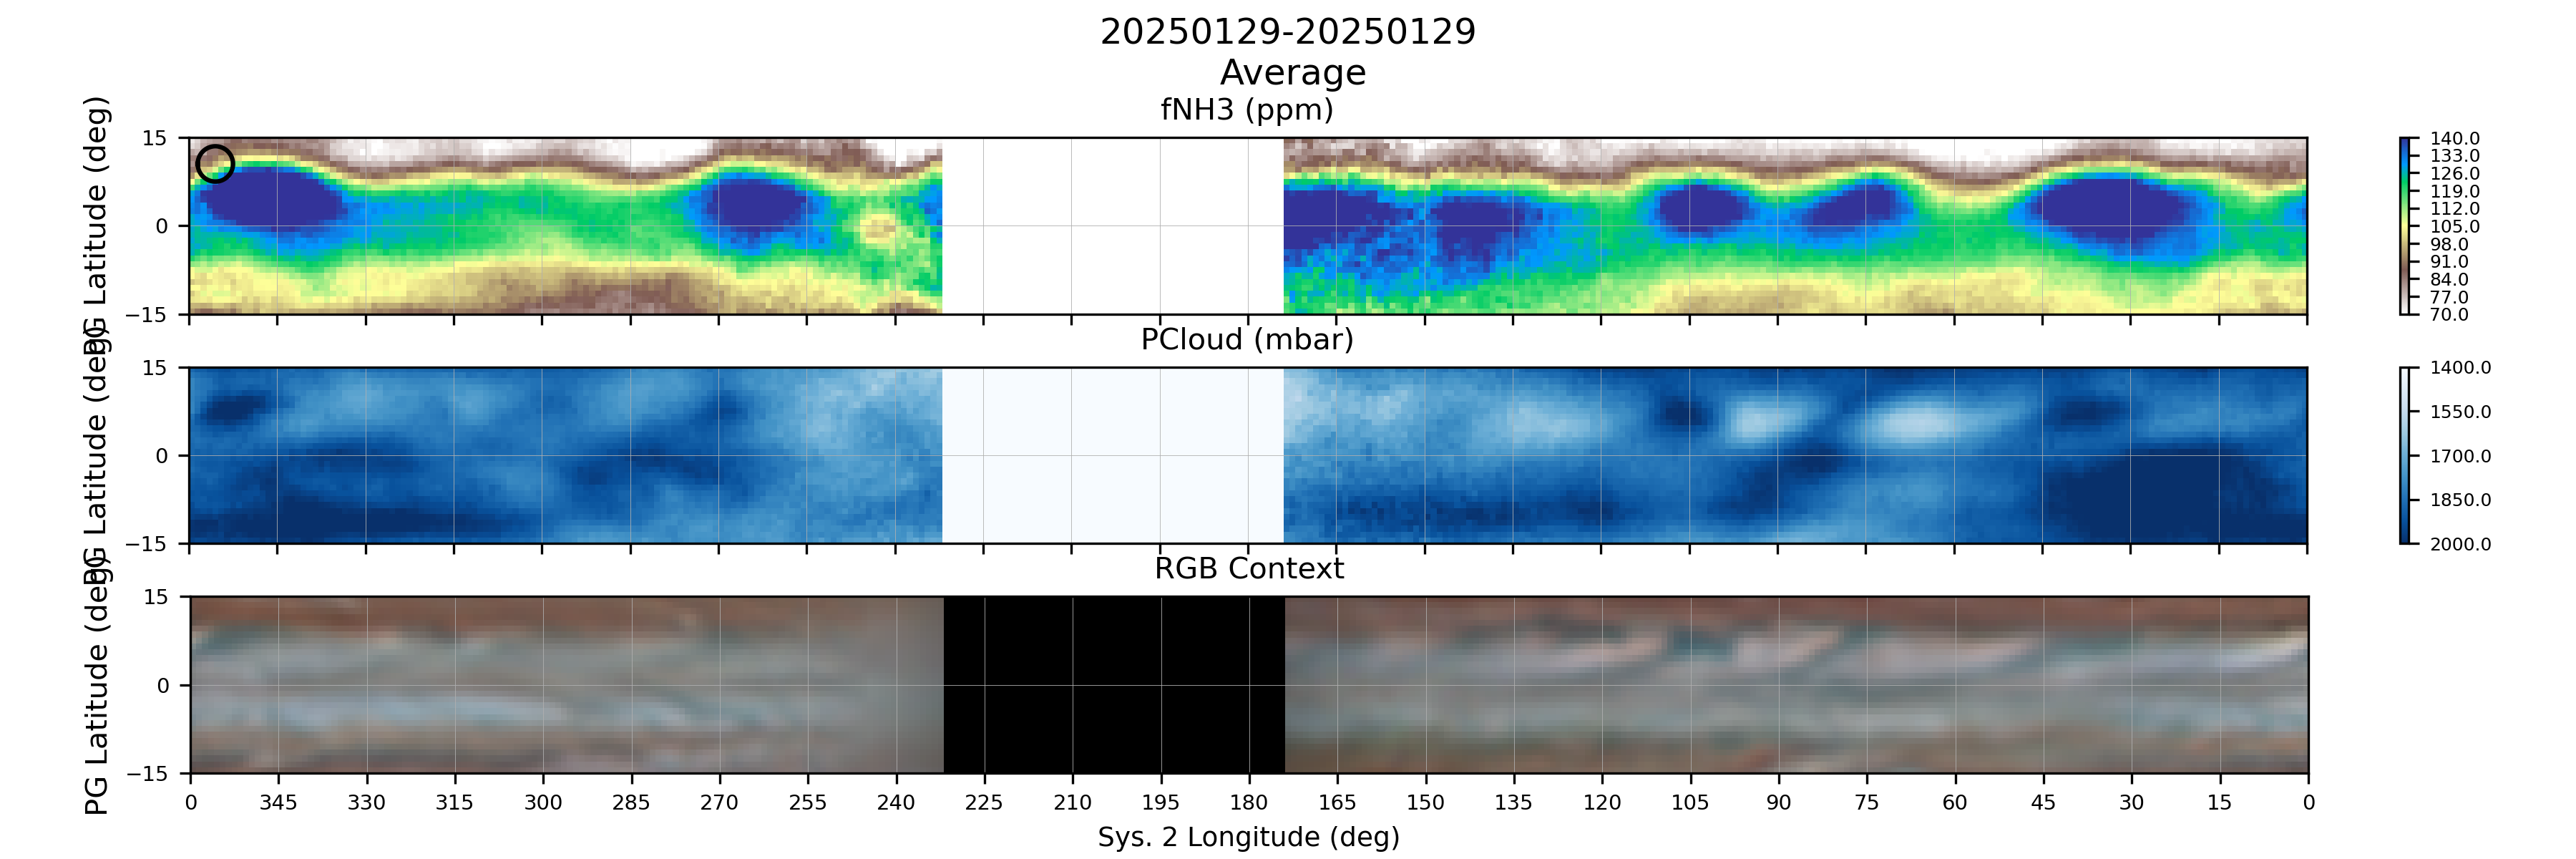 20250129-20250129
Average
fNH3 (ppm)
PG Latitude (deg)
15
0
−15
140.0
133.0
126.0
119.0
112.0
105.0
98.0
91.0
84.0
77.0
70.0
PCloud (mbar)
PG Latitude (deg)
15
0
−15
1400.0
1550.0
1700.0
1850.0
2000.0
RGB Context
PG Latitude (deg)
15
0
−15
0 345 330 315 300 285 270 255 240 225 210 195 180 165 150 135 120 105 90 75 60 45 30 15 0
Sys. 2 Longitude (deg)